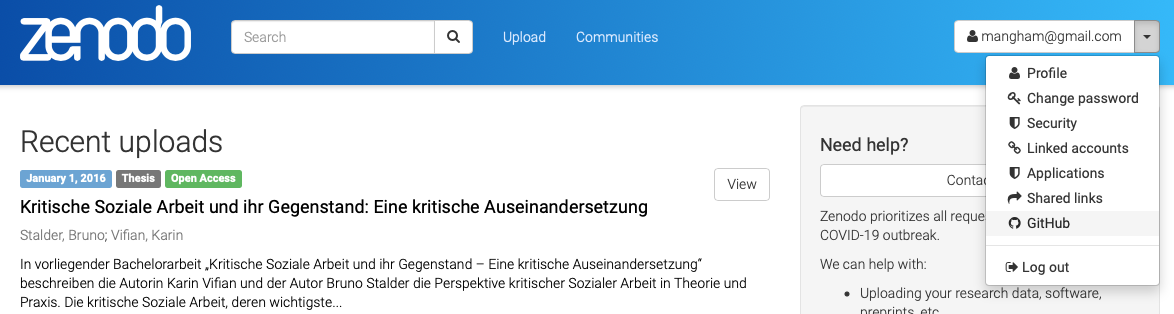 zenodo
Search
Upload
Communities
mangham@gmail.com
Profile
Change password
Security
Linked accounts
Applications
Shared links
GitHub
Log out
Recent uploads
January 1, 2016 Thesis Open Access
View
Kritische Soziale Arbeit und ihr Gegenstand: Eine kritische Auseinandersetzung
Stalder, Bruno; Vifian, Karin
In vorliegender Bachelorarbeit „Kritische Soziale Arbeit und ihr Gegenstand – Eine kritische Auseinandersetzung“
beschreiben die Autorin Karin Vifian und der Autor Bruno Stalder die Perspektive kritischer Sozialer Arbeit in Theorie und
Praxis. Die kritische Soziale Arbeit, deren wichtigste...
Need help?
Contac
Zenodo prioritizes all reque
COVID-19 outbreak.
We can help with:
• Uploading your research data, software,
preprints, etc.